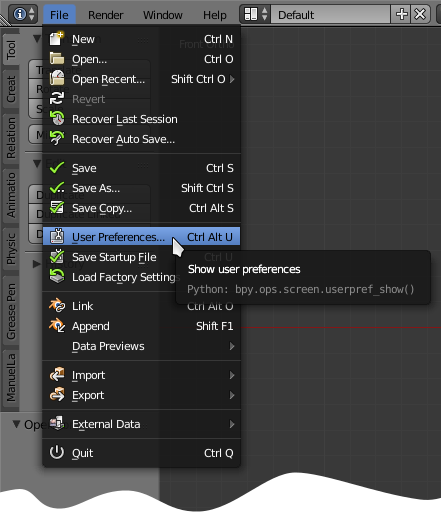 File Render Window Help Default
Tool
Creat
Relation
Animatio
Physic
Grease Pen
ManuelLa
Front Ortho
New Ctrl N
Open... Ctrl O
Open Recent... Shift Ctrl O
Revert
Recover Last Session
Recover Auto Save...
Save Ctrl S
Save As... Shift Ctrl S
Save Copy... Ctrl Alt S
User Preferences... Ctrl Alt U
Save Startup File Ctrl U
Load Factory Setting
Show user preferences
Python: bpy.ops.screen.userpref_show()
Link Ctrl Alt O
Append Shift F1
Data Previews
Import
Export
External Data
Quit Ctrl Q